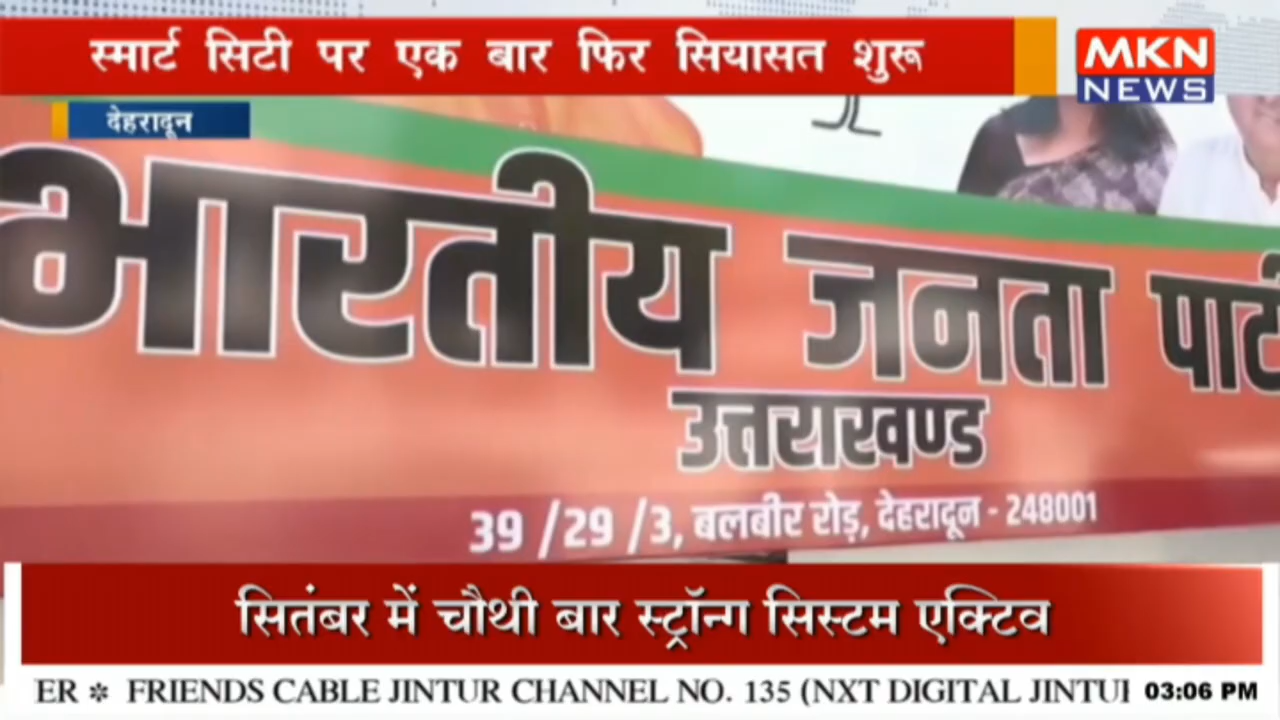 स्मार्ट सिटी पर एक बार फिर सियासत शुरू
MKN
NEWS
देहरादून
भारतीय जनता पार्टी
उत्तराखण्ड
39 /29 /3, बलबीर रोड़, देहरादून - 248001
सितंबर में चौथी बार स्ट्रॉन्ग सिस्टम एक्टिव
ER ❇ FRIENDS CABLE JINTUR CHANNEL NO. 135 (NXT DIGITAL JINTU
03:06 PM